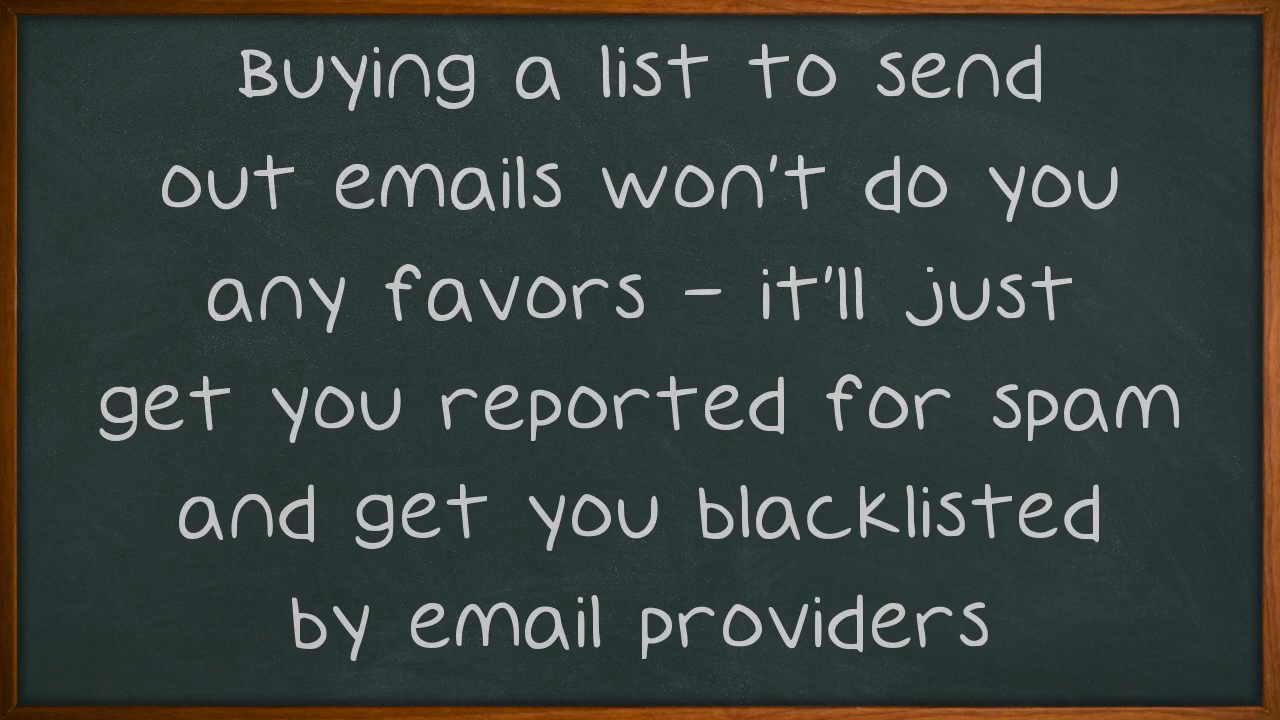 Buying a list to send
out emails won't do you
any favors - it'll just
get you reported for spam
and get you blacklisted
by email providers